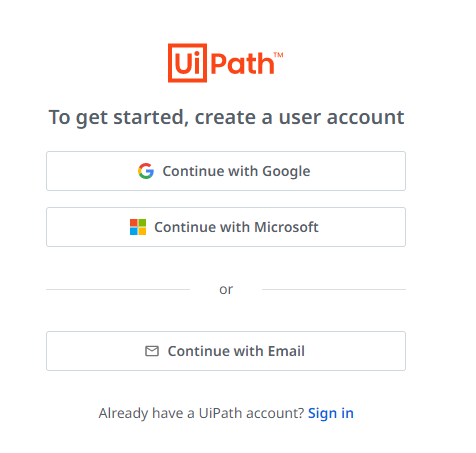 UiPath™
To get started, create a user account
Continue with Google
Continue with Microsoft
or
Continue with Email
Already have a UiPath account? Sign in